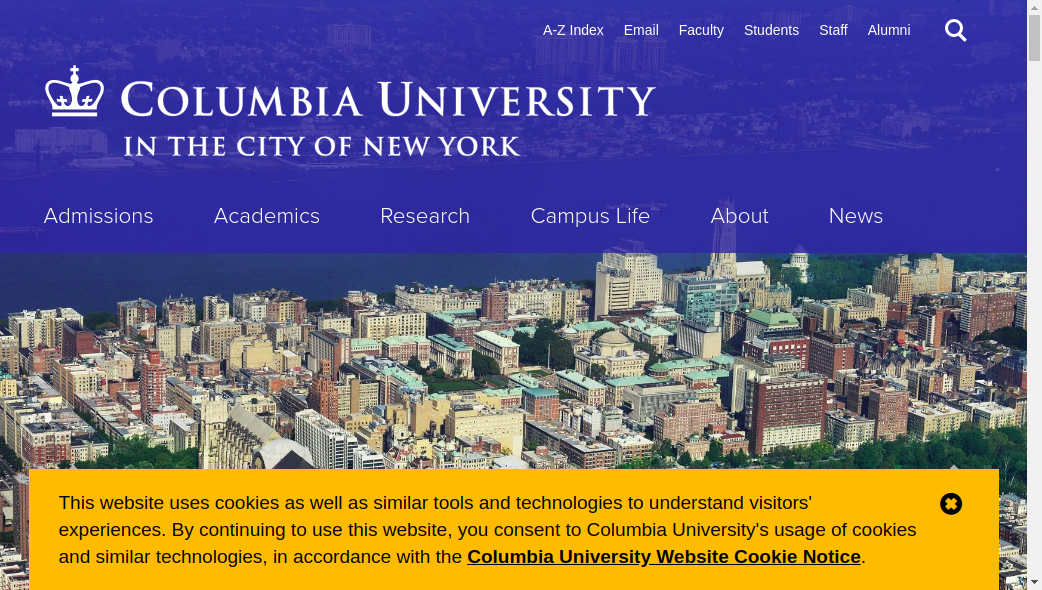 A-Z Index Email Faculty Students Staff Alumni
COLUMBIA UNIVERSITY
IN THE CITY OF NEW YORK
Admissions Academics Research Campus Life About News
This website uses cookies as well as similar tools and technologies to understand visitors'
experiences. By continuing to use this website, you consent to Columbia University's usage of cookies
and similar technologies, in accordance with the Columbia University Website Cookie Notice.